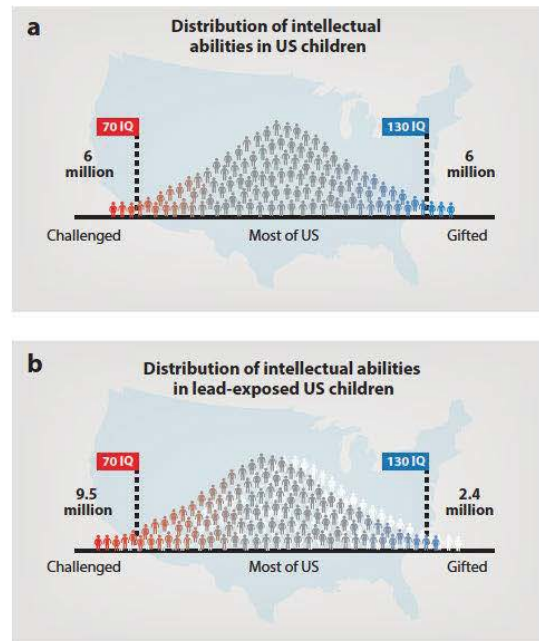 a
Distribution of intellectual
abilities in US children
70 IQ
130 IQ
6
million
6
million
Challenged
Most of US
Gifted
b
Distribution of intellectual abilities
in lead-exposed US children
70 IQ
130 IQ
9.5
million
2.4
million
Challenged
Most of US
Gifted